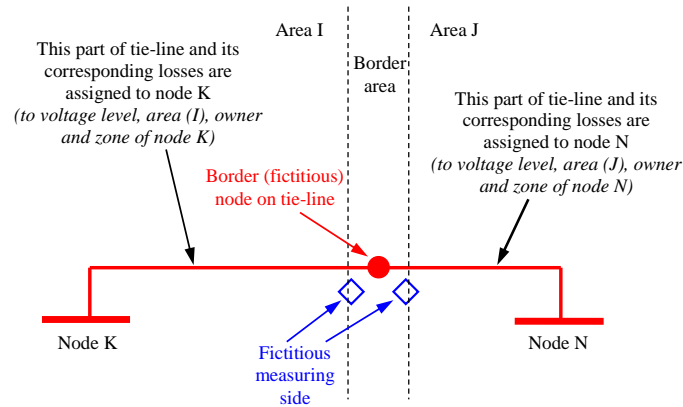 Area I
Area J
Border
area
This part of tie-line and its
corresponding losses are
assigned to node K
(to voltage level, area (I), owner
and zone of node K)
This part of tie-line and its
corresponding losses are
assigned to node N
(to voltage level, area (J), owner
and zone of node N)
Border (fictitious)
node on tie-line
Node K
Node N
Fictitious
measuring
side